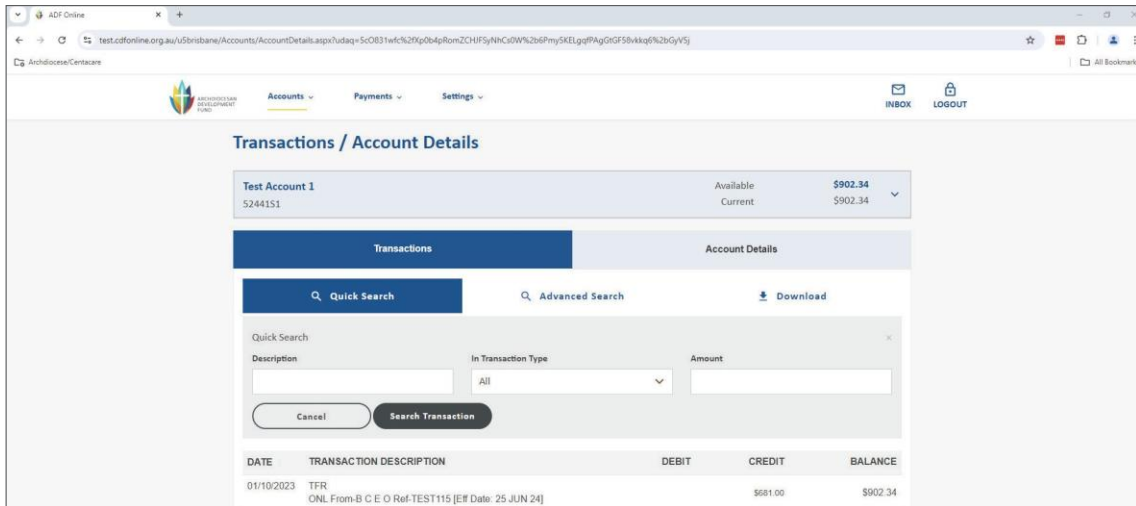 ADF Online
test.cdfonline.org.au/u5brisbane/Accounts/AccountDetails.aspx?udaq=5cO831wfc%2fXp0b4pRomZCHJFSyNhCs0W%2b6Pmy5KELgqfPAgGtGF58vkkq6%2bGyV5j
Archdiocese/Centacare
All Bookmark
ARCHDIOCESAN
DEVELOPMENT
FUND
Accounts
Payments
Settings
INBOX
LOGOUT
Transactions / Account Details
Test Account 1
Available
$902.34
5244151
Current
$902.34
Transactions
Account Details
Quick Search
Advanced Search
Download
Quick Search
Description
In Transaction Type
Amount
All
Cancel
Search Transaction
DATE TRANSACTION DESCRIPTION DEBIT CREDIT BALANCE
01/10/2023 TFR
ONL From-B C E O Ref-TEST115 [Eff Date: 25 JUN 24] $681.00 $902.34